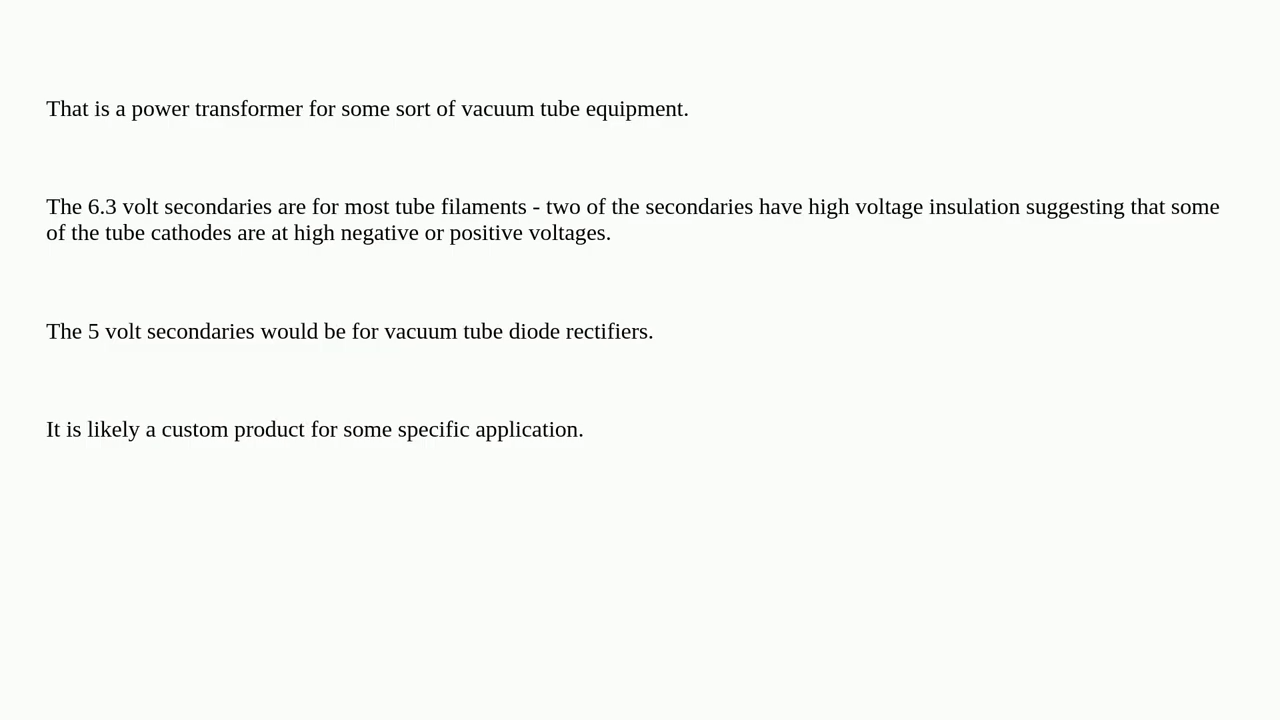 That is a power transformer for some sort of vacuum tube equipment.
The 6.3 volt secondaries are for most tube filaments - two of the secondaries have high voltage insulation suggesting that some
of the tube cathodes are at high negative or positive voltages.
The 5 volt secondaries would be for vacuum tube diode rectifiers.
It is likely a custom product for some specific application.